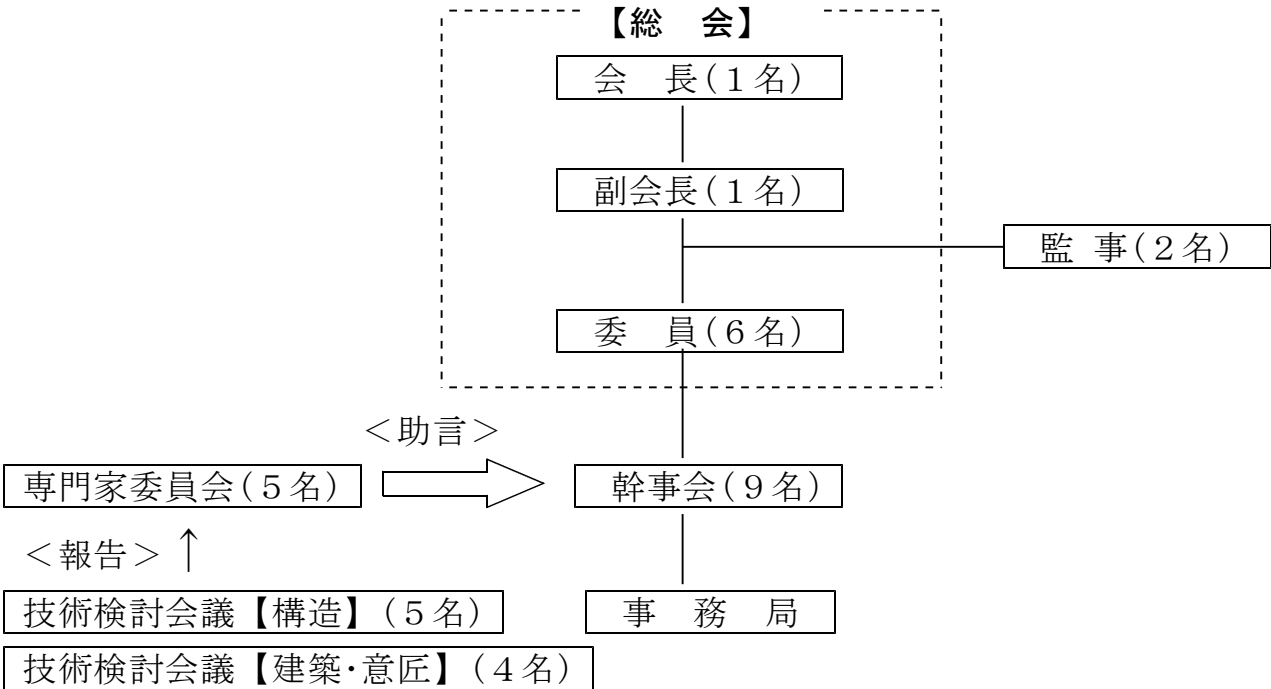 【総　会】
会　長(１名)
副会長(１名)
監 事(２名)
委　員(６名)
＜助言＞
専門家委員会(５名)
幹事会(９名)
＜報告＞ ↑
技術検討会議【構造】(５名)
事　務　局
技術検討会議【建築・意匠】(４名)